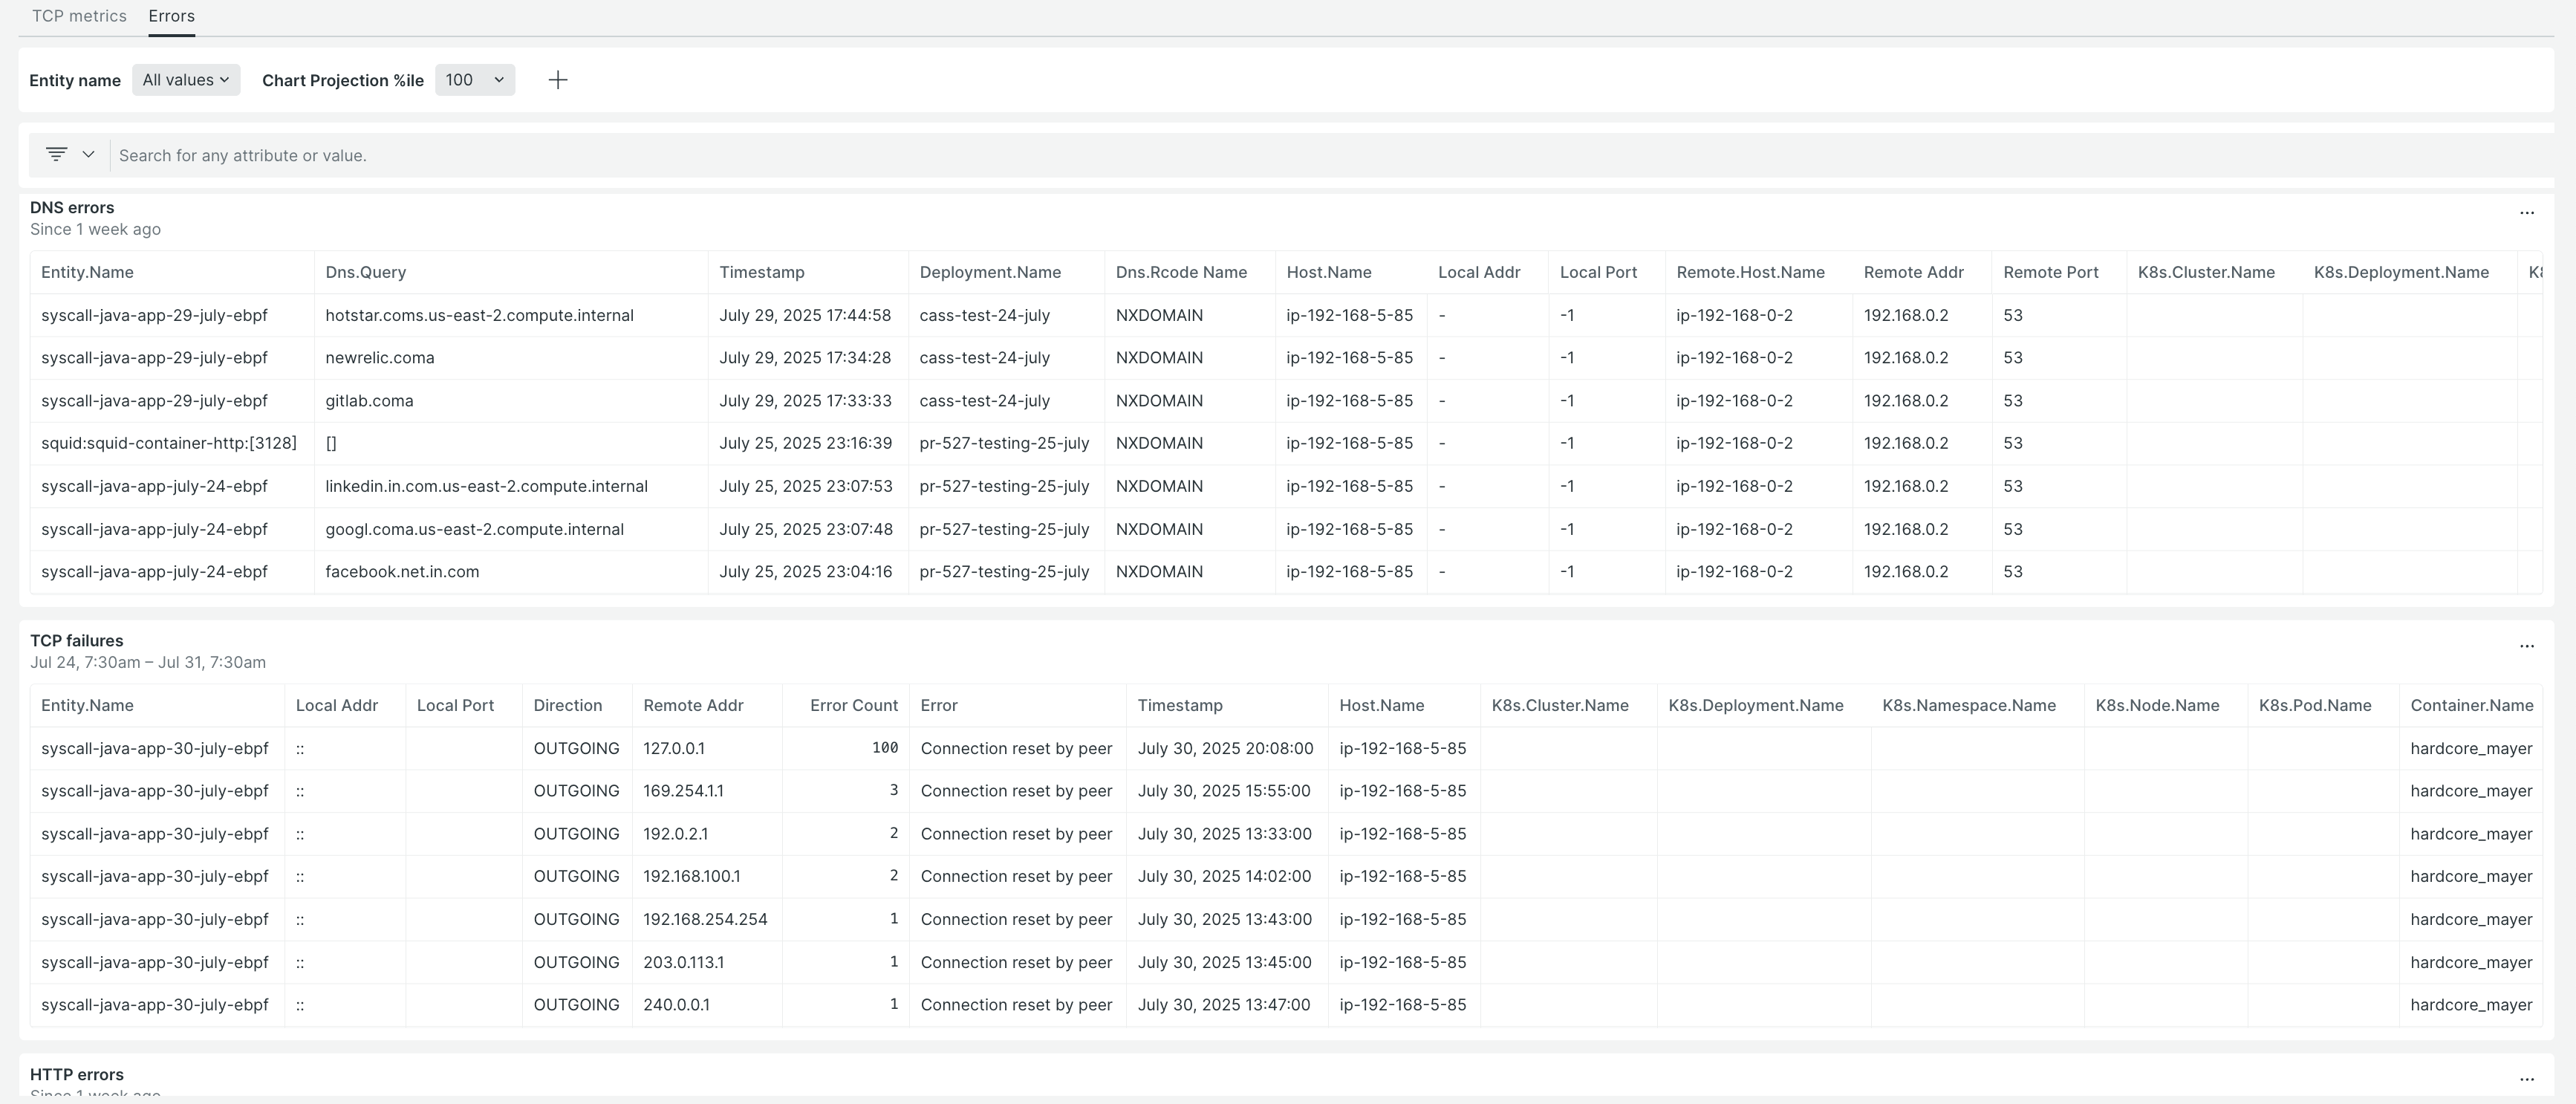 TCP metrics Errors
Entity name All values Chart Projection %ile 100
Search for any attribute or value.
DNS errors
Since 1 week ago
Entity.Name Dns.Query Timestamp Deployment.Name Dns.Rcode Name Host.Name Local Addr Local Port Remote.Host.Name Remote Addr Remote Port K8s.Cluster.Name K8s.Deployment.Name
syscall-java-app-29-july-ebpf hotstar.coms.us-east-2.compute.internal July 29, 2025 17:44:58 cass-test-24-july NXDOMAIN ip-192-168-5-85 - -1 ip-192-168-0-2 192.168.0.2 53
syscall-java-app-29-july-ebpf newrelic.coma July 29, 2025 17:34:28 cass-test-24-july NXDOMAIN ip-192-168-5-85 - -1 ip-192-168-0-2 192.168.0.2 53
syscall-java-app-29-july-ebpf gitlab.coma July 29, 2025 17:33:33 cass-test-24-july NXDOMAIN ip-192-168-5-85 - -1 ip-192-168-0-2 192.168.0.2 53
squid:squid-container-http:[3128] [] July 25, 2025 23:16:39 pr-527-testing-25-july NXDOMAIN ip-192-168-5-85 - -1 ip-192-168-0-2 192.168.0.2 53
syscall-java-app-july-24-ebpf linkedin.in.com.us-east-2.compute.internal July 25, 2025 23:07:53 pr-527-testing-25-july NXDOMAIN ip-192-168-5-85 - -1 ip-192-168-0-2 192.168.0.2 53
syscall-java-app-july-24-ebpf googl.coma.us-east-2.compute.internal July 25, 2025 23:07:48 pr-527-testing-25-july NXDOMAIN ip-192-168-5-85 - -1 ip-192-168-0-2 192.168.0.2 53
syscall-java-app-july-24-ebpf facebook.net.in.com July 25, 2025 23:04:16 pr-527-testing-25-july NXDOMAIN ip-192-168-5-85 - -1 ip-192-168-0-2 192.168.0.2 53
TCP failures
Jul 24, 7:30am – Jul 31, 7:30am
Entity.Name Local Addr Local Port Direction Remote Addr Error Count Error Timestamp Host.Name K8s.Cluster.Name K8s.Deployment.Name K8s.Namespace.Name K8s.Node.Name K8s.Pod.Name Container.Name
syscall-java-app-30-july-ebpf :: OUTGOING 127.0.0.1 100 Connection reset by peer July 30, 2025 20:08:00 ip-192-168-5-85 hardcore_mayer
syscall-java-app-30-july-ebpf :: OUTGOING 169.254.1.1 3 Connection reset by peer July 30, 2025 15:55:00 ip-192-168-5-85 hardcore_mayer
syscall-java-app-30-july-ebpf :: OUTGOING 192.0.2.1 2 Connection reset by peer July 30, 2025 13:33:00 ip-192-168-5-85 hardcore_mayer
syscall-java-app-30-july-ebpf :: OUTGOING 192.168.100.1 2 Connection reset by peer July 30, 2025 14:02:00 ip-192-168-5-85 hardcore_mayer
syscall-java-app-30-july-ebpf :: OUTGOING 192.168.254.254 1 Connection reset by peer July 30, 2025 13:43:00 ip-192-168-5-85 hardcore_mayer
syscall-java-app-30-july-ebpf :: OUTGOING 203.0.113.1 1 Connection reset by peer July 30, 2025 13:45:00 ip-192-168-5-85 hardcore_mayer
syscall-java-app-30-july-ebpf :: OUTGOING 240.0.0.1 1 Connection reset by peer July 30, 2025 13:47:00 ip-192-168-5-85 hardcore_mayer
HTTP errors
Since 1 week ago